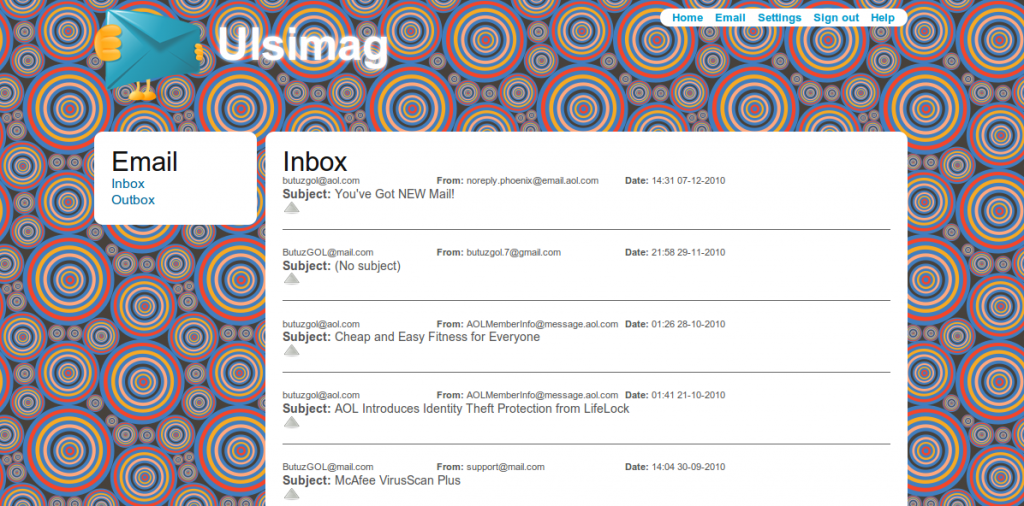 Home Email Settings Sign out Help
Ulsimag
Email
Inbox
Outbox
Inbox
butuzgol@aol.com From: noreply.phoenix@email.aol.com Date: 14:31 07-12-2010
Subject: You've Got NEW Mail!
ButuzGOL@mail.com From: butuzgol.7@gmail.com Date: 21:58 29-11-2010
Subject: (No subject)
butuzgol@aol.com From: AOLMemberInfo@message.aol.com Date: 01:26 28-10-2010
Subject: Cheap and Easy Fitness for Everyone
butuzgol@aol.com From: AOLMemberInfo@message.aol.com Date: 01:41 21-10-2010
Subject: AOL Introduces Identity Theft Protection from LifeLock
ButuzGOL@mail.com From: support@mail.com Date: 14:04 30-09-2010
Subject: McAfee VirusScan Plus